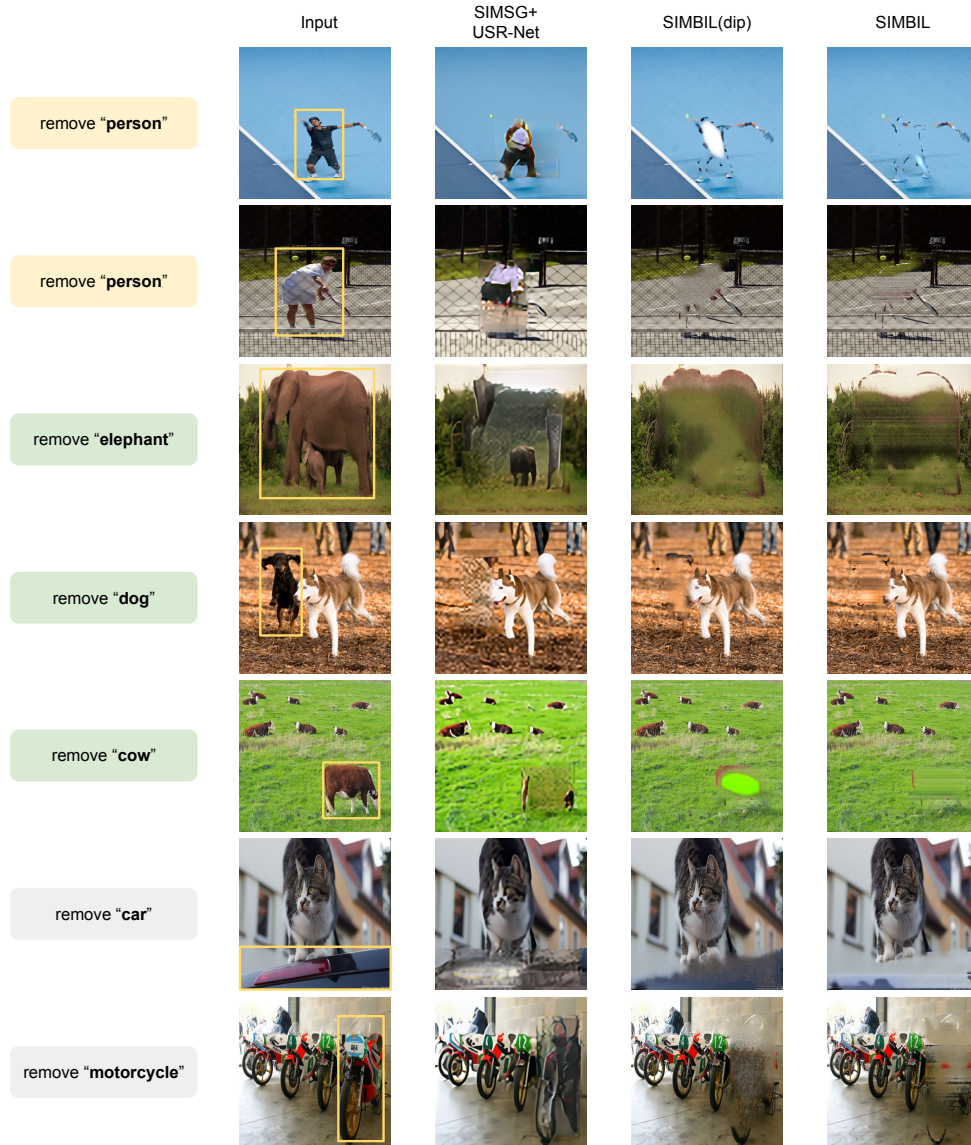 Input
SIMSG+
USR-Net
SIMBIL(dip)
SIMBIL
remove “person”
remove “person”
remove “elephant”
remove “dog”
remove “cow”
remove “car”
remove “motorcycle”